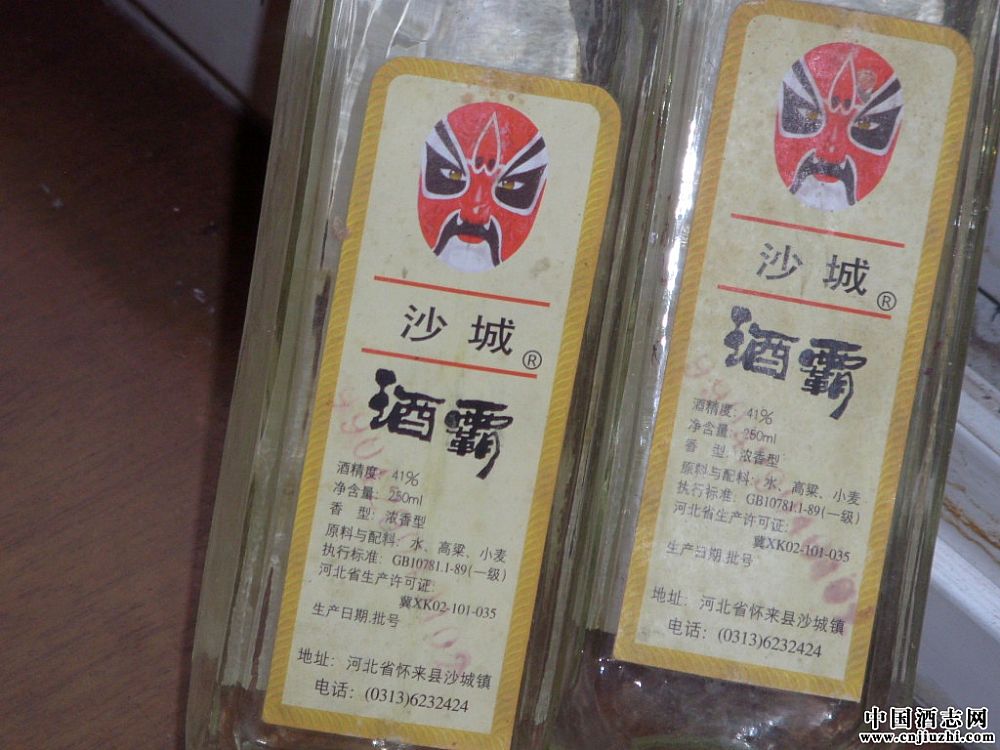 沙城®
酒霸
酒精度：41%
净含量：250ml
香 型：浓香型
原料与配料：水、高粱、小麦
执行标准：GB10781.1-89(一级)
河北省生产许可证：
冀XK02-101-035
生产日期.批号
地址：河北省怀来县沙城镇
电话：(0313)6232424
沙城®
酒霸
酒精度：41%
净含量：250ml
香 型：浓香型
原料与配料：水、高粱、小麦
执行标准：GB10781.1-89(一级)
河北省生产许可证：
冀XK02-101-035
生产日期.批号
地址：河北省怀来县沙城镇
电话：(0313)6232424
中国酒志网
www.cnjiuzhi.com